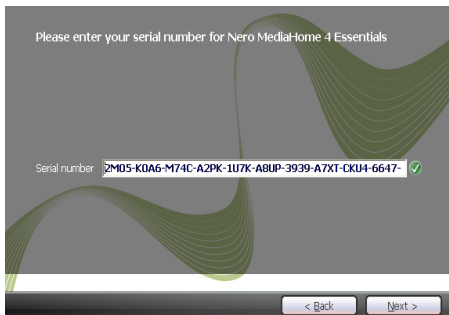 Please enter your serial number for Nero MediaHome 4 Essentials
Serial number 2M05-K0A6-M74C-A2PK-1U7K-A8UP-3939-A7XT-CKU4-6647-
< Back Next >